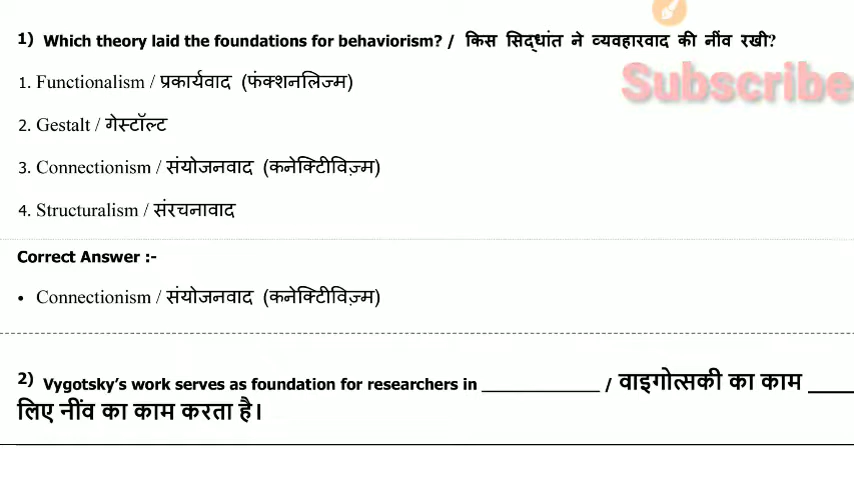 1) Which theory laid the foundations for behaviorism? / किस सिद्धांत ने व्यवहारवाद की नींव रखी?
Subscribe
1. Functionalism / प्रकार्यवाद (फंक्शनलिज्म)
2. Gestalt / गेस्टॉल्ट
3. Connectionism / संयोजनवाद (कनेक्टिविज़्म)
4. Structuralism / संरचनावाद
Correct Answer :-
• Connectionism / संयोजनवाद (कनेक्टिविज़्म)
2) Vygotsky's work serves as foundation for researchers in ______________ / वाइगोत्सकी का काम _____
लिए नींव का काम करता है।